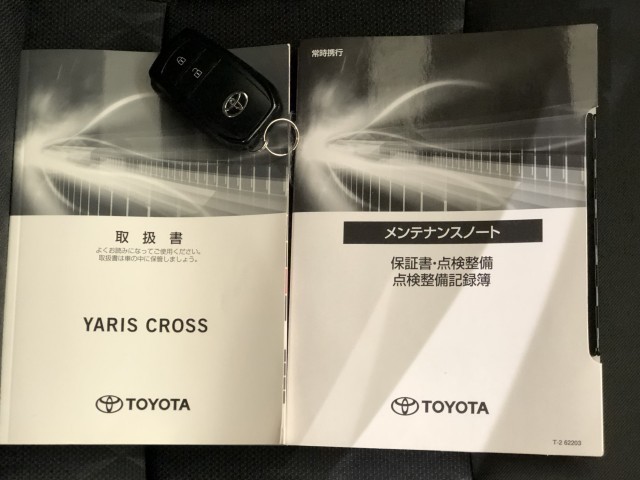 取扱書
よくお読みになってご使用ください。
取扱書は車の中に保管しましょう。
YARIS CROSS
TOYOTA
常時携行
メンテナンスノート
保証書・点検整備
点検整備記録簿
TOYOTA
T-2 62203